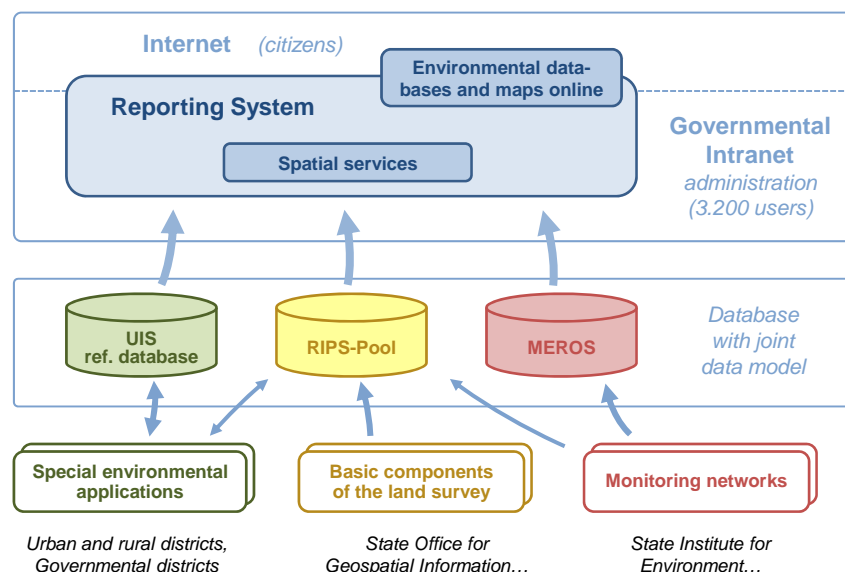 Internet (citizens)
Environmental data-
bases and maps online
Reporting System
Spatial services
Governmental
Intranet
administration
(3.200 users)
UIS
ref. database
RIPS-Pool
MEROS
Database
with joint
data model
Special environmental
applications
Basic components
of the land survey
Monitoring networks
Urban and rural districts,
Governmental districts
State Office for
Geospatial Information…
State Institute for
Environment…